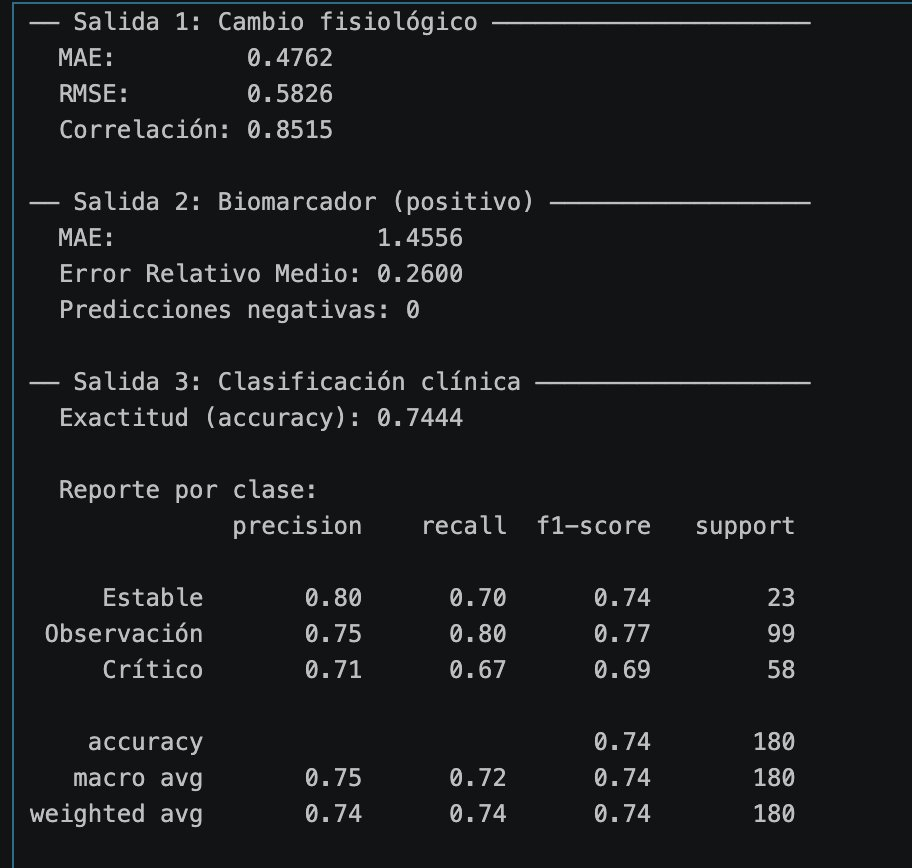 ── Salida 1: Cambio fisiológico ──────────────────────
MAE: 0.4762
RMSE: 0.5826
Correlación: 0.8515
── Salida 2: Biomarcador (positivo) ──────────────────
MAE: 1.4556
Error Relativo Medio: 0.2600
Predicciones negativas: 0
── Salida 3: Clasificación clínica ───────────────────
Exactitud (accuracy): 0.7444
Reporte por clase:
precision recall f1-score support
Estable 0.80 0.70 0.74 23
Observación 0.75 0.80 0.77 99
Crítico 0.71 0.67 0.69 58
accuracy 0.74 180
macro avg 0.75 0.72 0.74 180
weighted avg 0.74 0.74 0.74 180